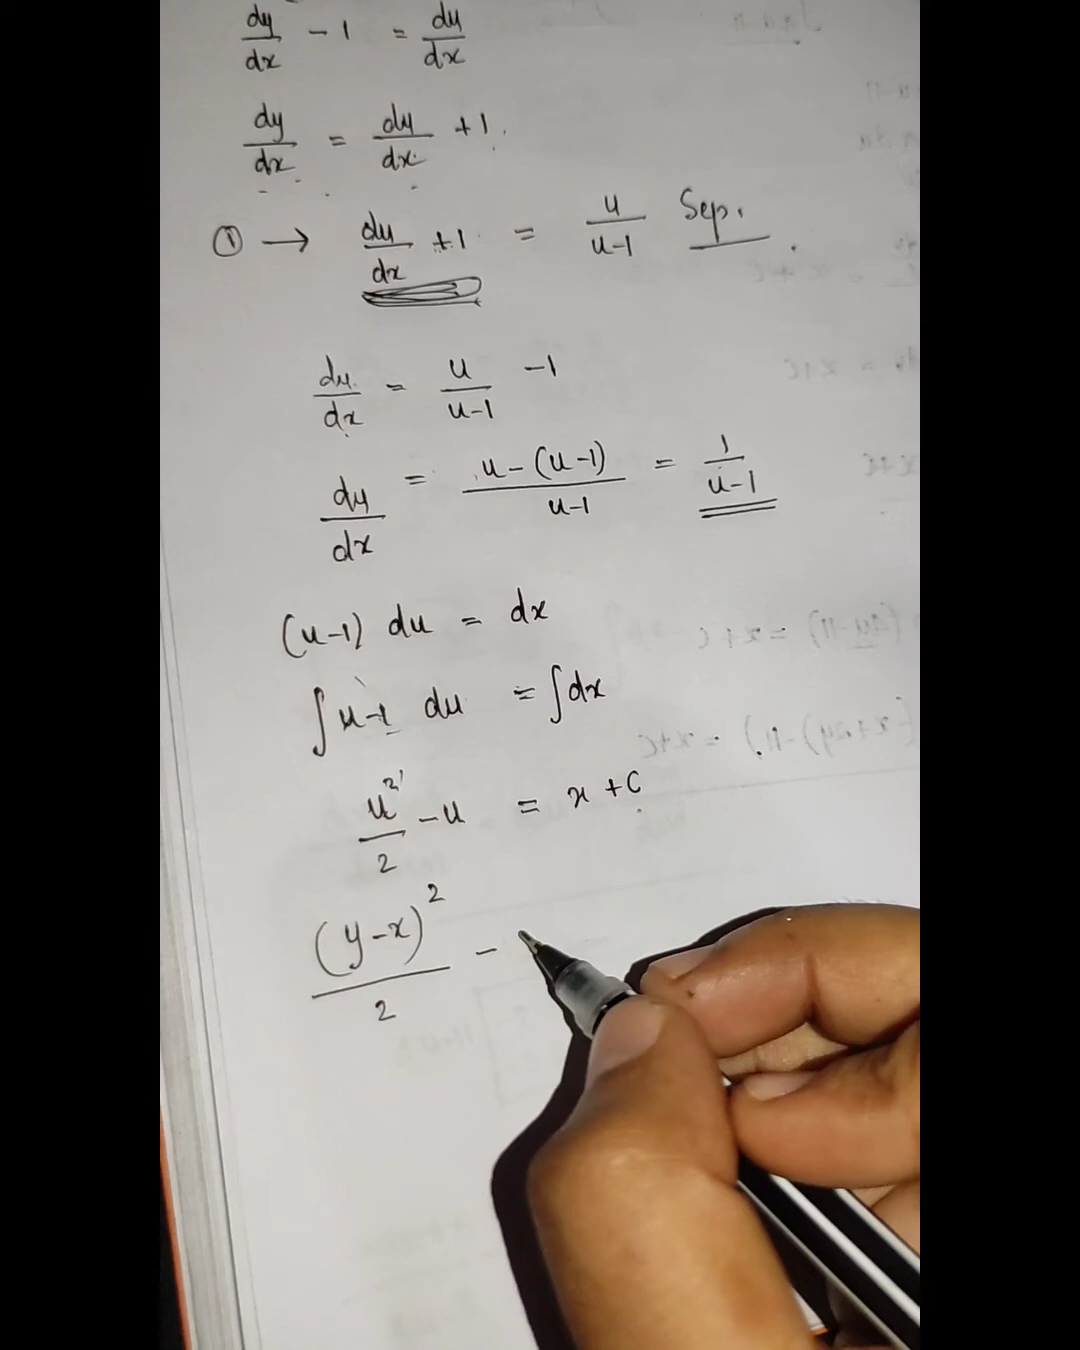 dy/dx - 1 = du/dx
dy/dx = du/dx + 1.
① → du/dx + 1 = u/u-1 Sep.
du/dx = u/u-1 - 1
du/dx = u-(u-1)/u-1 = 1/u-1
(u-1) du = dx
∫ u-1 du = ∫dx
u²/2 - u = x + C
(y-x)²/2 -